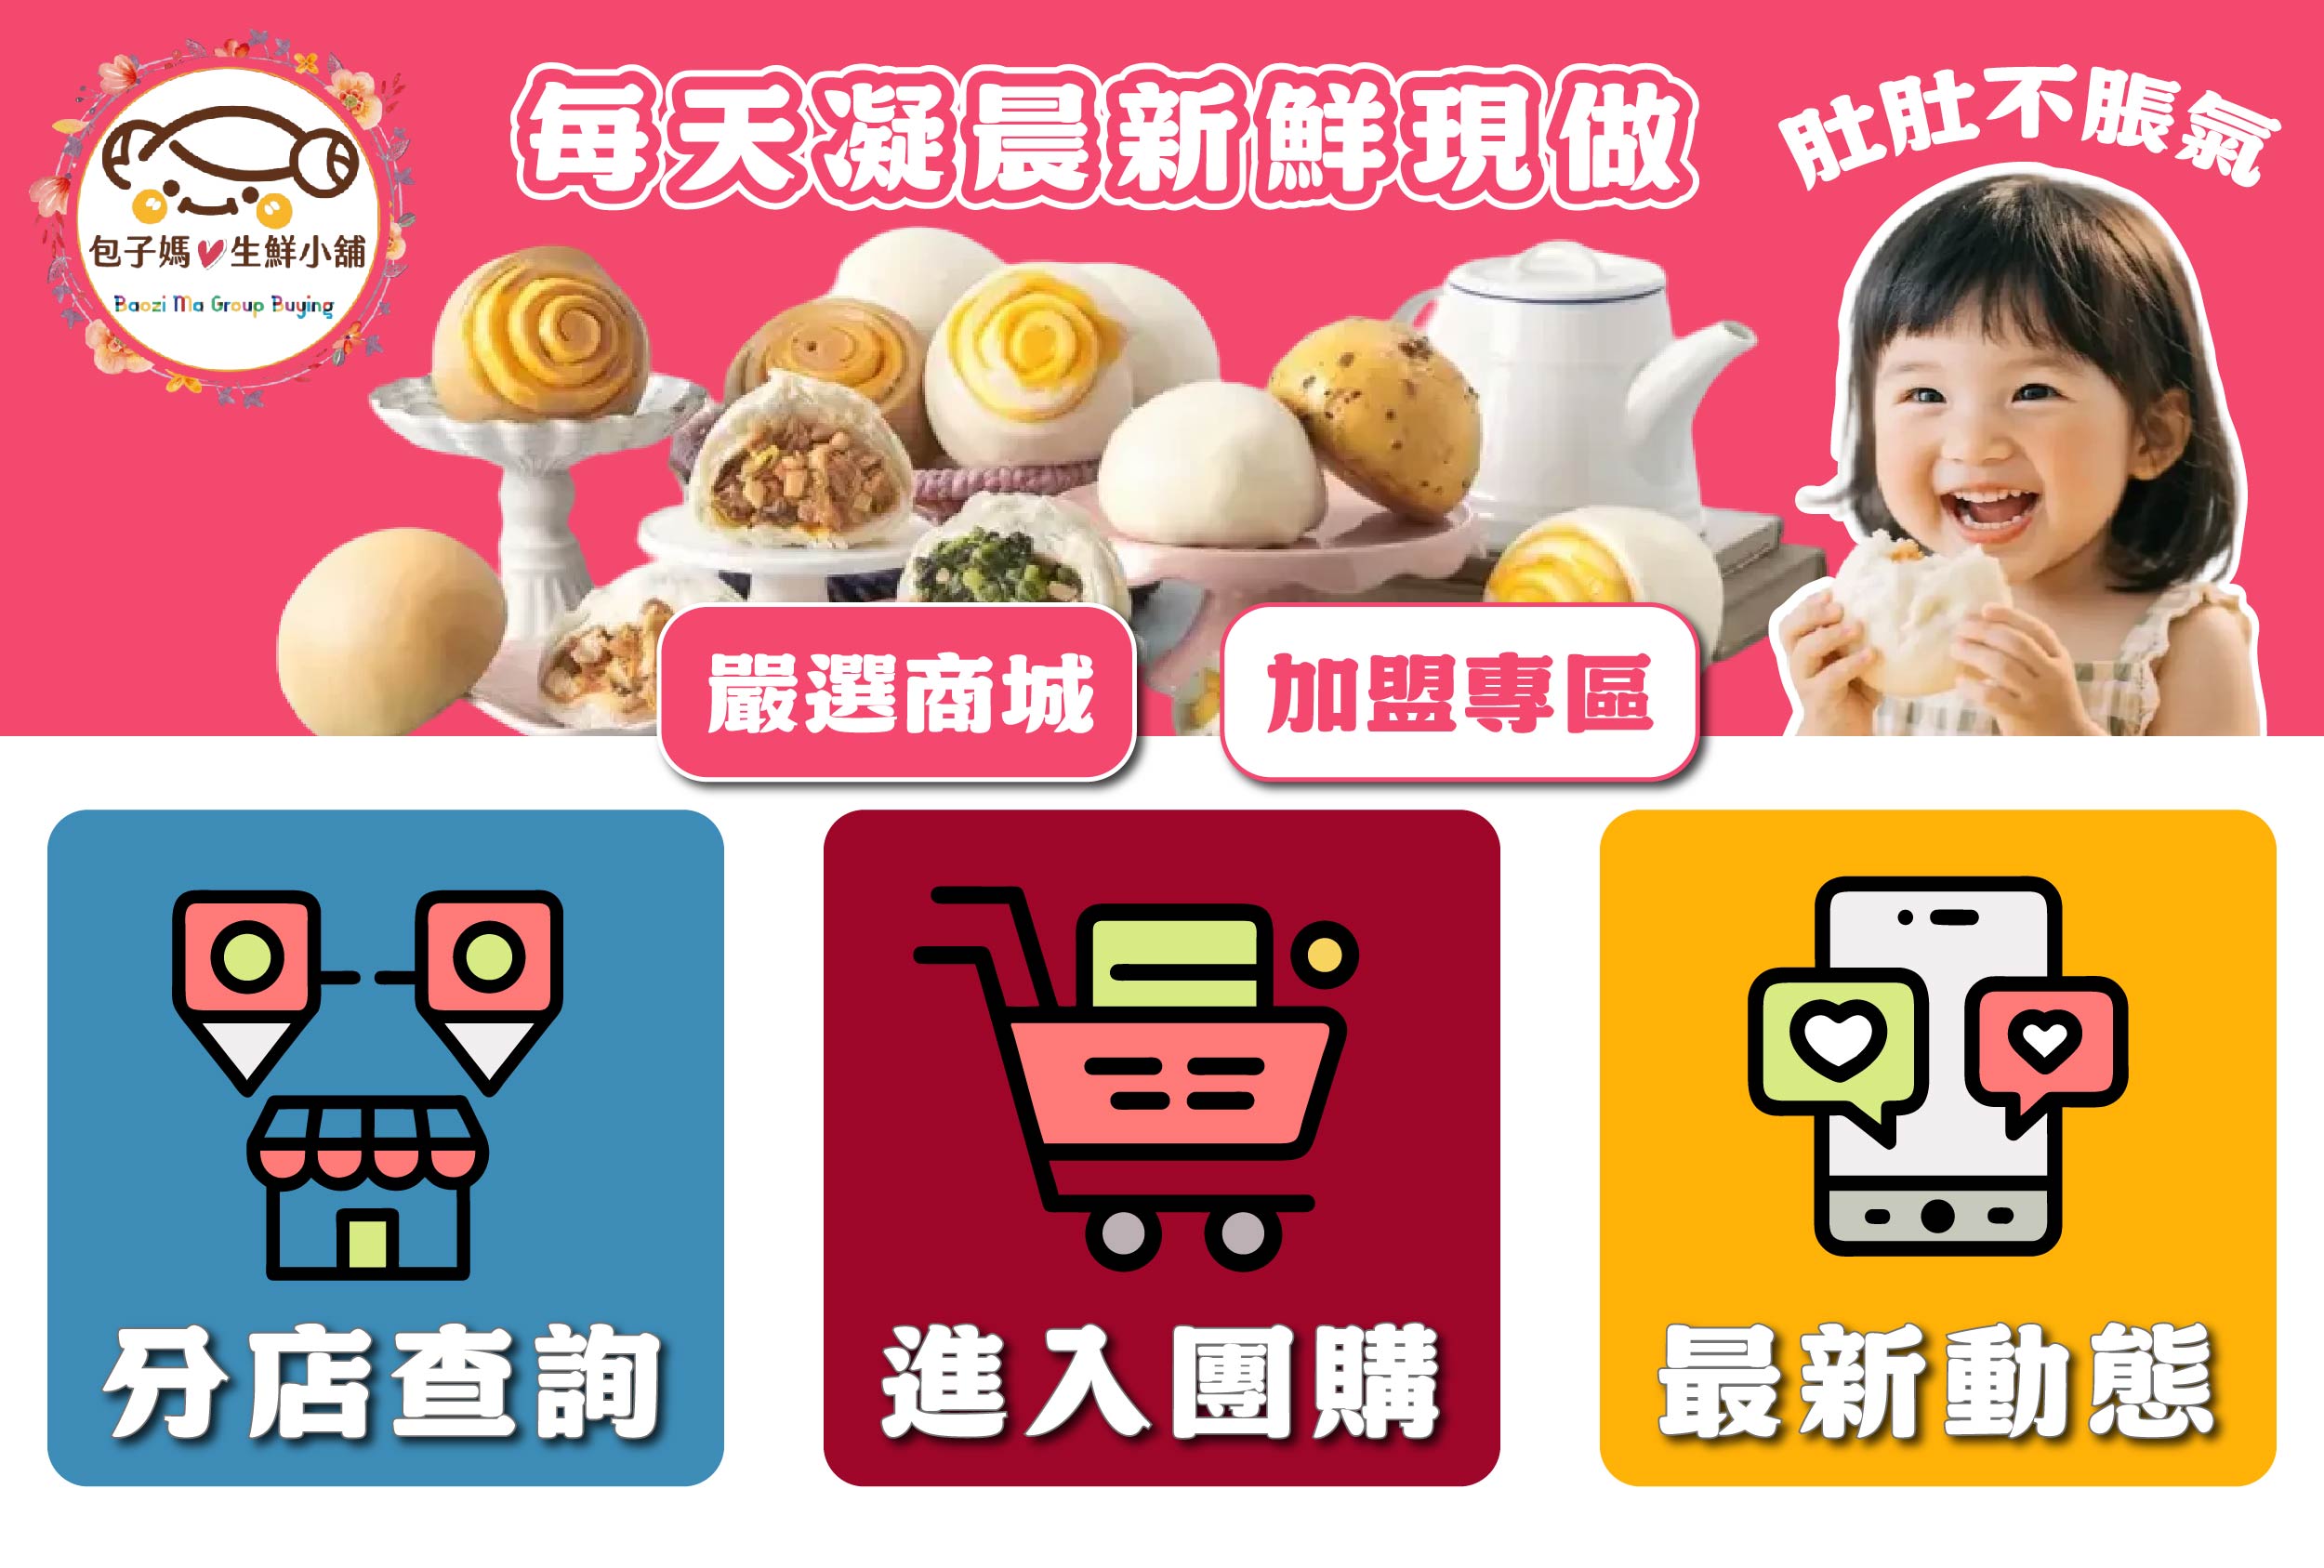 每天凝晨新鮮現做
肚肚不脹氣
包子媽生鮮小舖
Baozi Ma Group Buying
嚴選商城
加盟專區
分店查詢
進入團購
最新動態